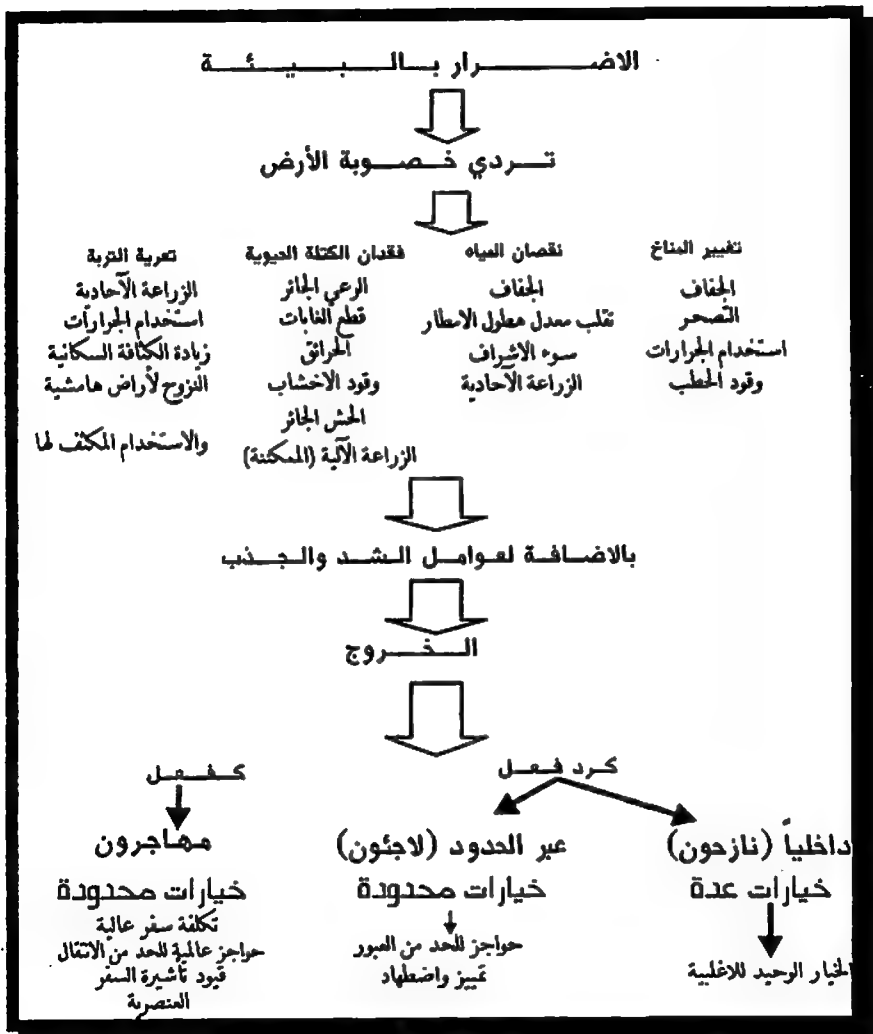 الاضرار بالبيئة
تردي خصوبة الأرض
تغيير المناخ
الجفاف
التصحر
استخدام الجرارات
وقود الحطب
نقصان المياه
الجفاف
تقلب معدل هطول الامطار
سوء الاشراف
الزراعة الآحادية
فقدان الكتلة الحيوية
الرعي الجائر
قطع الغابات
الحرائق
وقود الاخشاب
الحش الجائر
الزراعة الآلية (الممكننة)
تعرية التربة
الزراعة الآحادية
استخدام الجرارات
زيادة الكثافة السكانية
النزوح لأراض هامشية
والاستخدام المكثف لها
بالاضافة لعوامل الشد والجذب
الخروج
كرد فعل
داخلياً (نازحون)
خيارات عدة
الخيار الوحيد للاغلبية
عبر الحدود (لاجئون)
خيارات محدودة
حواجز للحد من العبور
تمييز واضطهاد
كفعل
مهاجرون
خيارات محدودة
تكلفة سفر عالية
حواجز عالمية للحد من الانتقال
قيود تأشيرة السفر
العنصرية